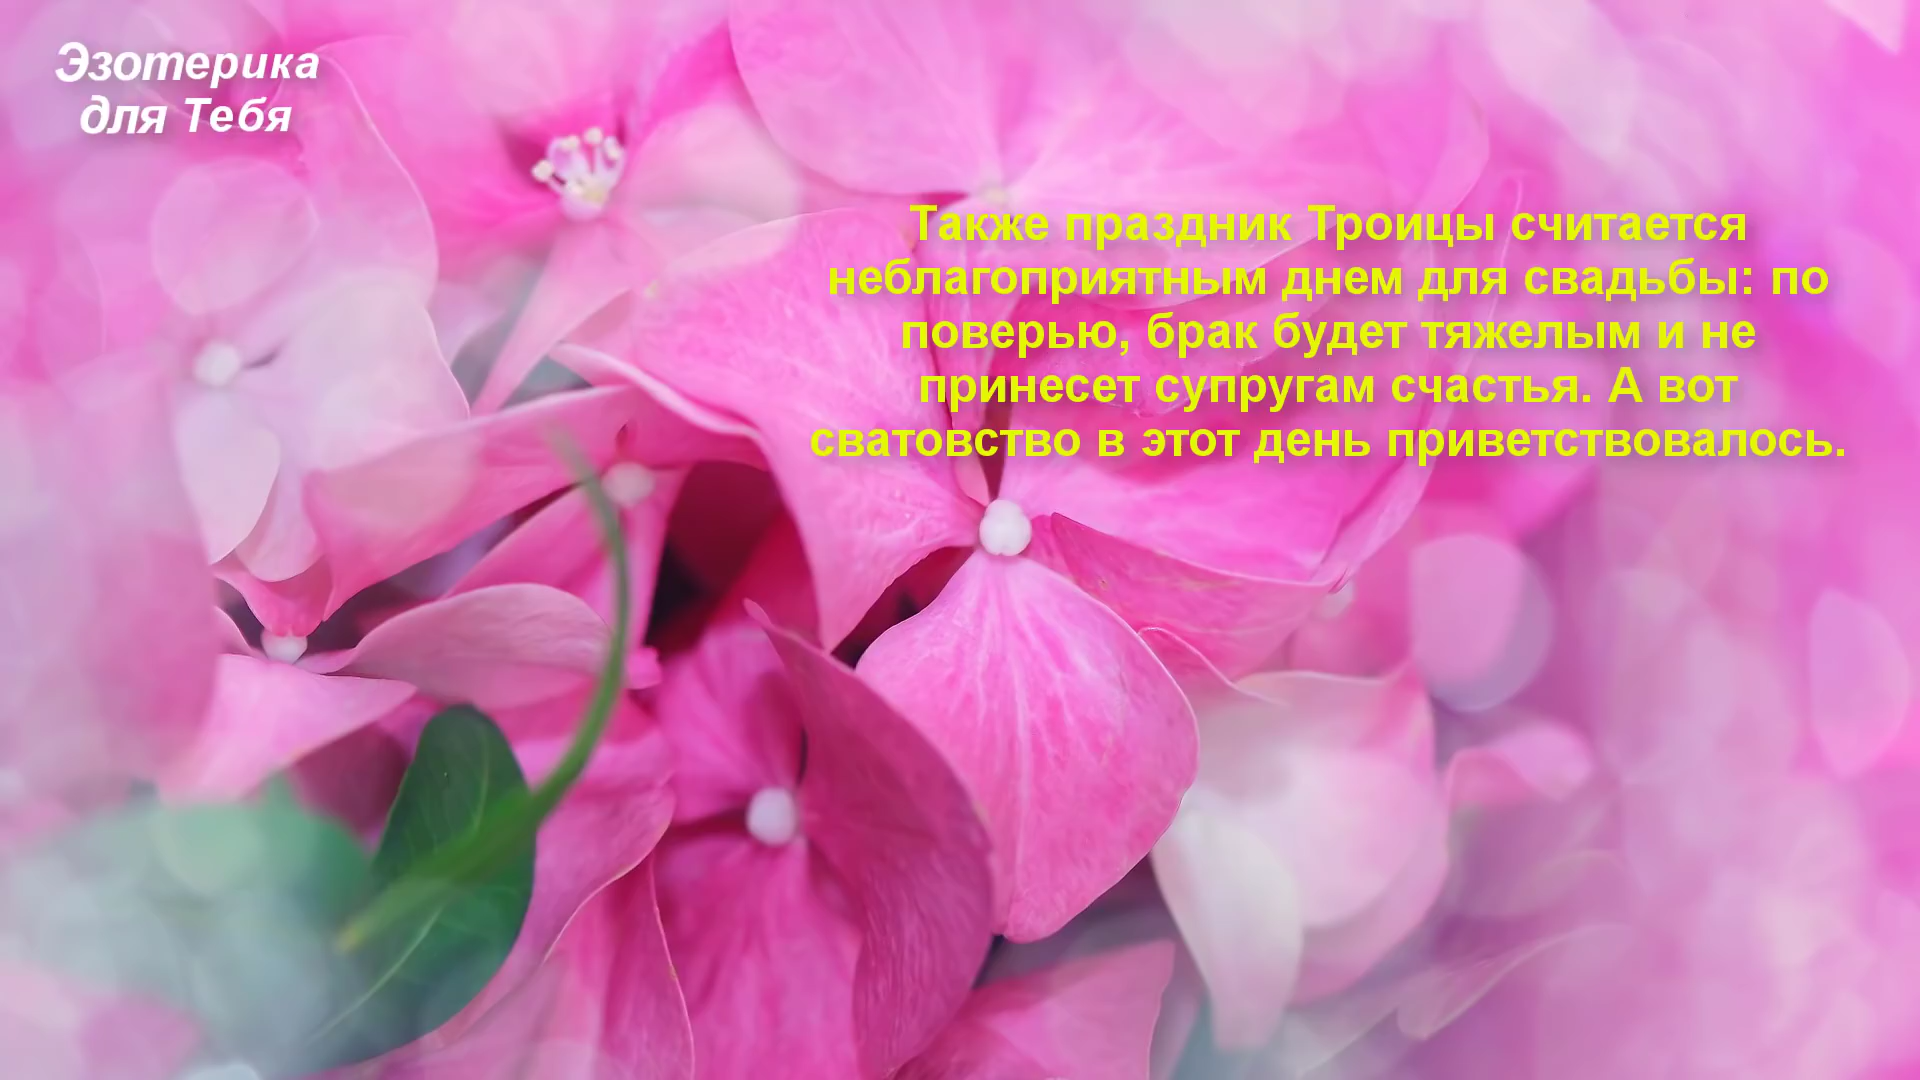 Эзотерика
для Тебя
Также праздник Троицы считается
неблагоприятным днем для свадьбы: по
поверью, брак будет тяжелым и не
принесет супругам счастья. А вот
сватовство в этот день приветствовалось.